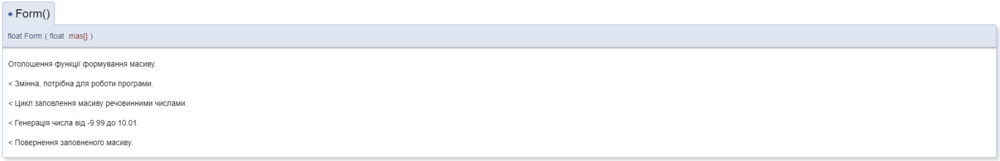 Form()
float Form ( float mas[] )
Оголошення функції формування масиву.
< Змінна, потрібна для роботи програми.
< Цикл заповлення масиву речовинними числами.
< Генерація числа від -9.99 до 10.01.
< Повернення заповненого масиву.